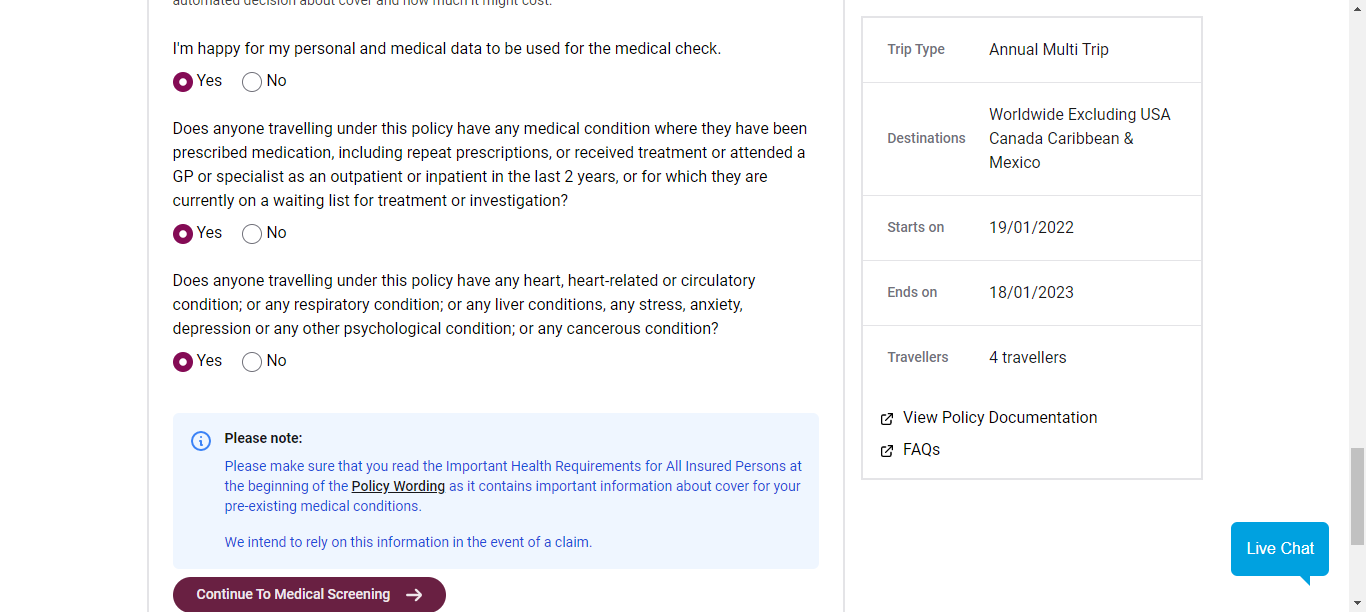 automated decision about cover and how much it might cost.
I'm happy for my personal and medical data to be used for the medical check.
Yes No
Does anyone travelling under this policy have any medical condition where they have been
prescribed medication, including repeat prescriptions, or received treatment or attended a
GP or specialist as an outpatient or inpatient in the last 2 years, or for which they are
currently on a waiting list for treatment or investigation?
Yes No
Does anyone travelling under this policy have any heart, heart-related or circulatory
condition; or any respiratory condition; or any liver conditions, any stress, anxiety,
depression or any other psychological condition; or any cancerous condition?
Yes No
Please note:
Please make sure that you read the Important Health Requirements for All Insured Persons at
the beginning of the Policy Wording as it contains important information about cover for your
pre-existing medical conditions.
We intend to rely on this information in the event of a claim.
Continue To Medical Screening
Trip Type Annual Multi Trip
Destinations Worldwide Excluding USA
Canada Caribbean &
Mexico
Starts on 19/01/2022
Ends on 18/01/2023
Travellers 4 travellers
View Policy Documentation
FAQs
Live Chat